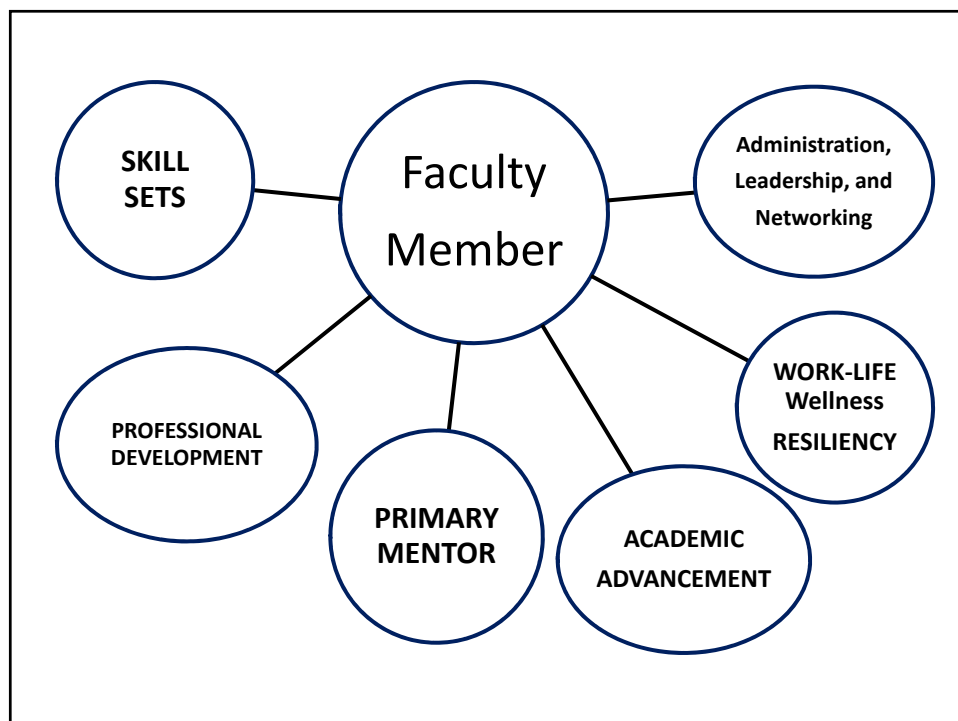 SKILL
SETS
Faculty
Member
Administration,
Leadership, and
Networking
PROFESSIONAL
DEVELOPMENT
PRIMARY
MENTOR
ACADEMIC
ADVANCEMENT
WORK-LIFE
Wellness
RESILIENCY